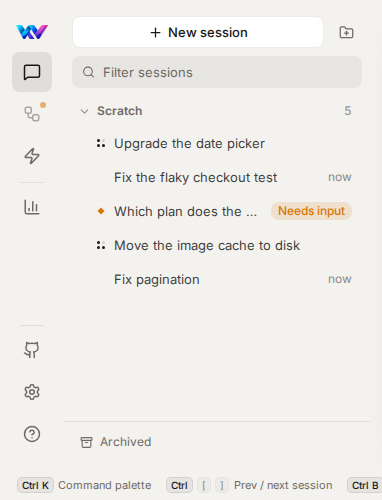 New session
Filter sessions
Scratch 5
Upgrade the date picker
Fix the flaky checkout test now
Which plan does the ... Needs input
Move the image cache to disk
Fix pagination now
Archived
Ctrl K Command palette Ctrl [ ] Prev / next session Ctrl B